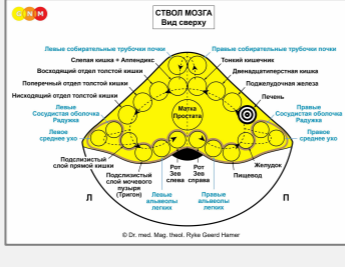 GNM
СТВОЛ МОЗГА
Вид сверху
Левые собирательные трубочки почки
Правые собирательные трубочки почки
Слепая кишка + Аппендикс
Тонкий кишечник
Восходящий отдел толстой кишки
Двенадцатиперстная кишка
Поперечный отдел толстой кишки
Поджелудочная железа
Нисходящий отдел толстой кишки
Печень
Левые
Сосудистая оболочка
Радужка
Матка
Простата
Правые
Сосудистая оболочка
Радужка
Левое
среднее ухо
Правое
среднее ухо
Подслизистый
слой прямой кишки
Подслизистый
слой мочевого
пузыря
(Тригон)
Рот
Зев
слева
Рот
Зев
справа
Желудок
Пищевод
Левые
альвеолы
легких
Правые
альвеолы
легких
Л
П
© Dr. med. Mag. theol. Ryke Geerd Hamer